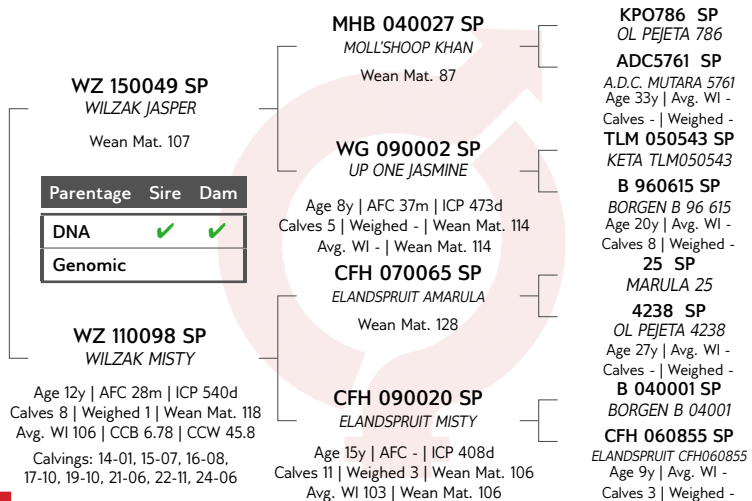 WZ 150049 SP
WILZAK JASPER
Wean Mat. 107
Parentage Sire Dam
DNA ✔ ✔
Genomic
WZ 110098 SP
WILZAK MISTY
Age 12y | AFC 28m | ICP 540d
Calves 8 | Weighed 1 | Wean Mat. 118
Avg. WI 106 | CCB 6.78 | CCW 45.8
Calvings: 14-01, 15-07, 16-08,
17-10, 19-10, 21-06, 22-11, 24-06
MHB 040027 SP
MOLL'SHOOP KHAN
Wean Mat. 87
WG 090002 SP
UP ONE JASMINE
Age 8y | AFC 37m | ICP 473d
Calves 5 | Weighed - | Wean Mat. 114
Avg. WI - | Wean Mat. 114
CFH 070065 SP
ELANDSPRUIT AMARULA
Wean Mat. 128
CFH 090020 SP
ELANDSPRUIT MISTY
Age 15y | AFC - | ICP 408d
Calves 11 | Weighed 3 | Wean Mat. 106
Avg. WI 103 | Wean Mat. 106
KPO786 SP
OL PEJETA 786
ADC5761 SP
A.D.C. MUTARA 5761
Age 33y | Avg. WI -
Calves - | Weighed -
TLM 050543 SP
KETA TLM050543
B 960615 SP
BORGEN B 96 615
Age 20y | Avg. WI -
Calves 8 | Weighed -
25 SP
MARULA 25
4238 SP
OL PEJETA 4238
Age 27y | Avg. WI -
Calves - | Weighed -
B 040001 SP
BORGEN B 04001
CFH 060855 SP
ELANDSPRUIT CFH060855
Age 9y | Avg. WI -
Calves 3 | Weighed -